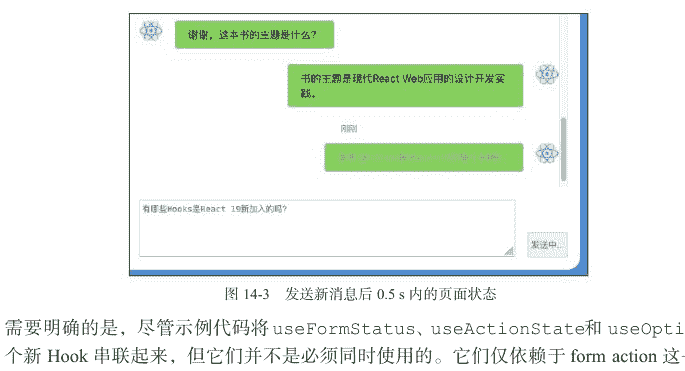 谢谢，这本书的主题是什么？
书的主题是现代React Web应用的设计开发实
践。
刚刚
有哪些Hooks是React 19新加入的吗？
发送中...
图 14-3 发送新消息后 0.5 s 内的页面状态
需要明确的是，尽管示例代码将 useFormStatus、useActionState和 useOpti
个新 Hook 串联起来，但它们并不是必须同时使用的。它们仅依赖于 form action 这